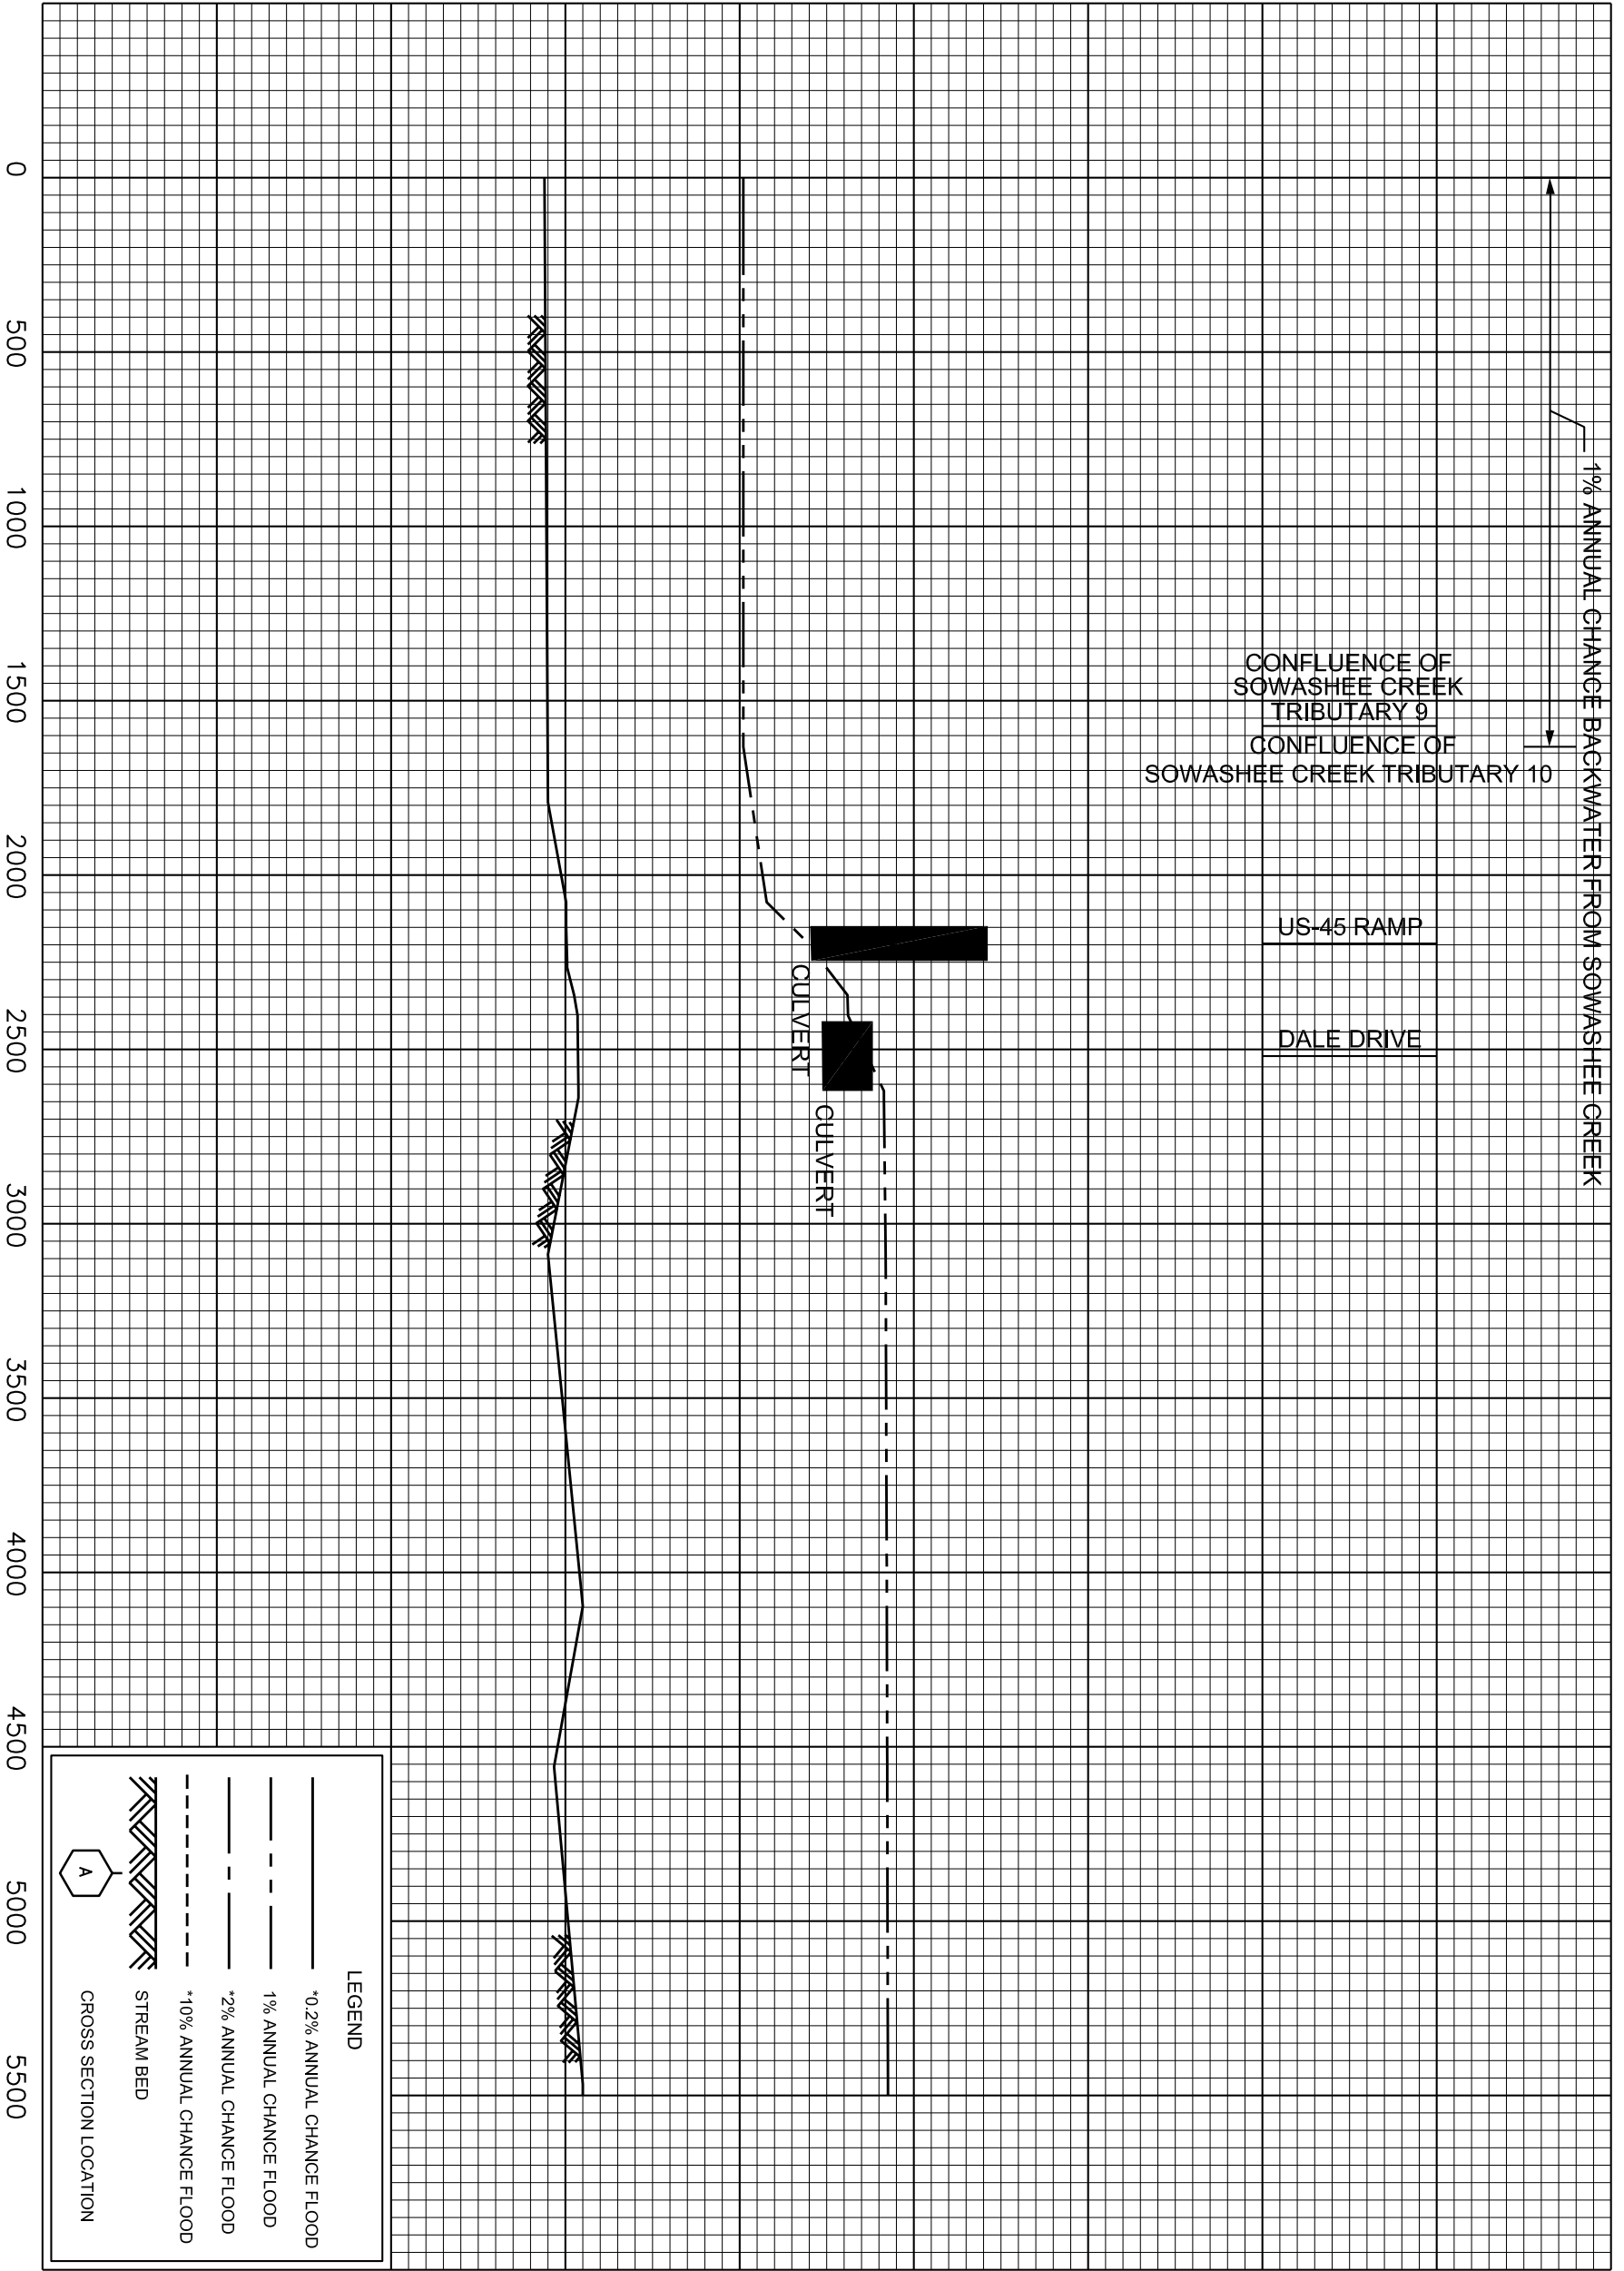 1% ANNUAL CHANCE BACKWATER FROM SOWASHEE CREEK
CONFLUENCE OF
SOWASHEE CREEK
TRIBUTARY 9
CONFLUENCE OF
SOWASHEE CREEK TRIBUTARY 10
US-45 RAMP
DALE DRIVE
CULVERT
CULVERT
0
500
1000
1500
2000
2500
3000
3500
4000
4500
5000
5500
LEGEND
*0.2% ANNUAL CHANCE FLOOD
1% ANNUAL CHANCE FLOOD
*2% ANNUAL CHANCE FLOOD
*10% ANNUAL CHANCE FLOOD
STREAM BED
A
CROSS SECTION LOCATION